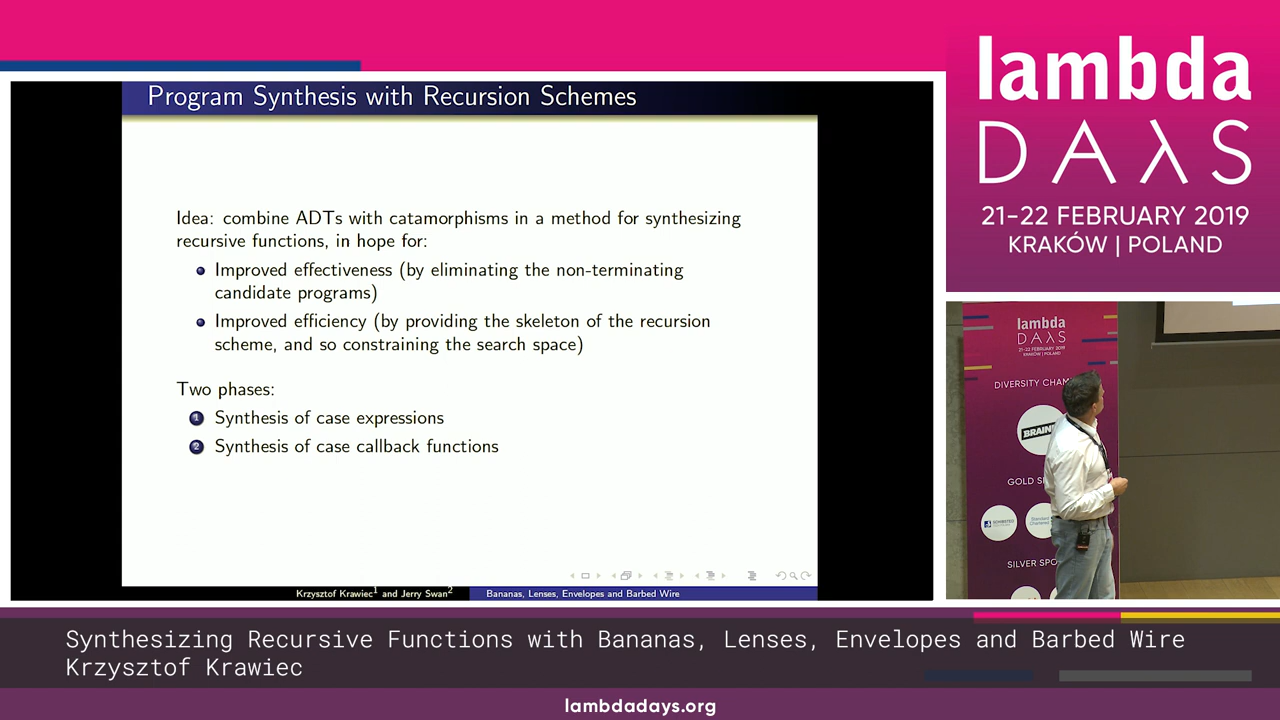 Program Synthesis with Recursion Schemes
Idea: combine ADTs with catamorphisms in a method for synthesizing
recursive functions, in hope for:
Improved effectiveness (by eliminating the non-terminating
candidate programs)
Improved efficiency (by providing the skeleton of the recursion
scheme, and so constraining the search space)
Two phases:
1 Synthesis of case expressions
2 Synthesis of case callback functions
Krzysztof Krawiec1 and Jerry Swan2
Bananas, Lenses, Envelopes and Barbed Wire
lambda
DAλS
21-22 FEBRUARY 2019
KRAKÓW | POLAND
lambda
DAλS
21-22 FEBRUARY 2019
KRAKÓW | POLAND
DIVERSITY CHAM
BRAIN
GOLD S
Standard
Chartered
SILVER SPO
Synthesizing Recursive Functions with Bananas, Lenses, Envelopes and Barbed Wire
Krzysztof Krawiec
lambdadays.org